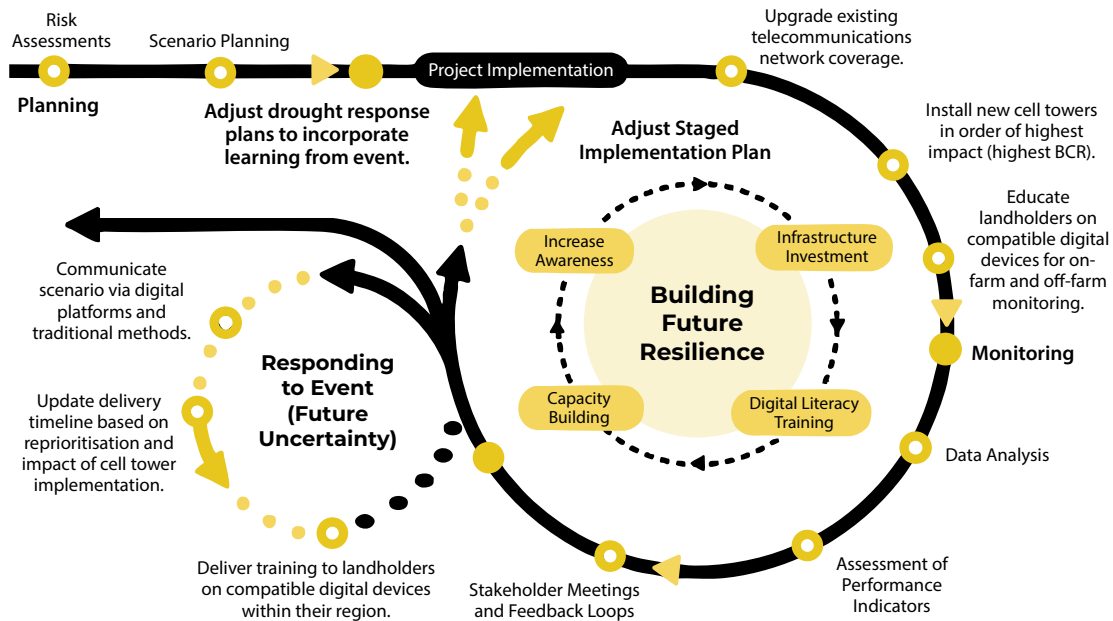 Risk
Assessments
Scenario Planning
Planning
Adjust drought response
plans to incorporate
learning from event.
Project Implementation
Upgrade existing
telecommunications
network coverage.
Install new cell towers
in order of highest
impact (highest BCR).
Educate
landholders on
compatible digital
devices for on-
farm and off-farm
monitoring.
Monitoring
Data Analysis
Assessment of
Performance
Indicators
Stakeholder Meetings
and Feedback Loops
Adjust Staged
Implementation Plan
Increase
Awareness
Infrastructure
Investment
Building
Future
Resilience
Capacity
Building
Digital Literacy
Training
Communicate
scenario via digital
platforms and
traditional methods.
Responding
to Event
(Future
Uncertainty)
Update delivery
timeline based on
reprioritisation and
impact of cell tower
implementation.
Deliver training to landholders
on compatible digital devices
within their region.